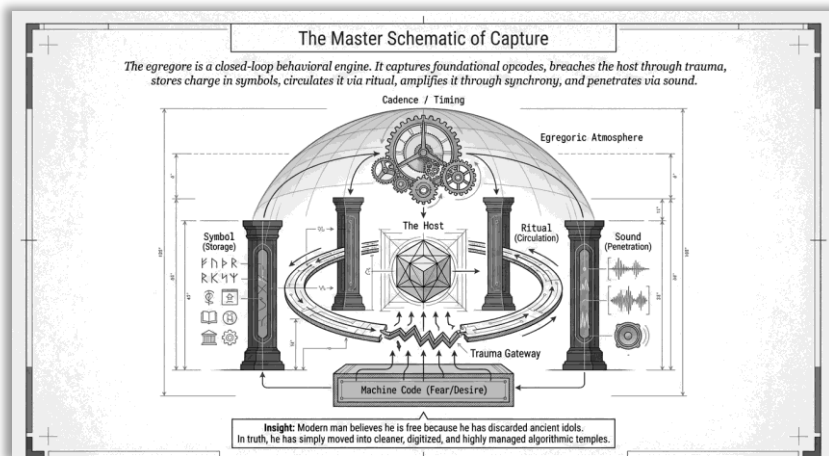 The Master Schematic of Capture
The egregore is a closed-loop behavioral engine. It captures foundational opcodes, breaches the host through trauma,
stores charge in symbols, circulates it via ritual, amplifies it through synchrony, and penetrates via sound.
Cadence / Timing
Egregoric Atmosphere
Symbol
(Storage)
The Host
Ritual
(Circulation)
Sound
(Penetration)
Trauma Gateway
Machine Code (Fear/Desire)
Insight: Modern man believes he is free because he has discarded ancient idols.
In truth, he has simply moved into cleaner, digitized, and highly managed algorithmic temples.